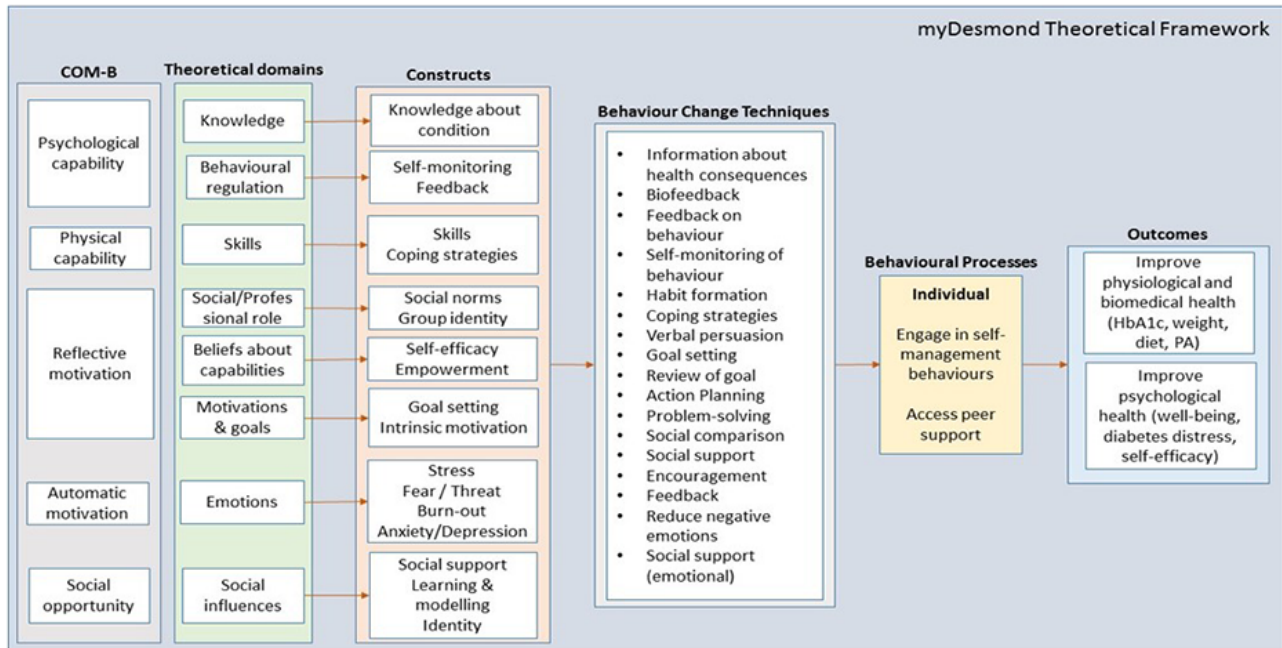 myDesmond Theoretical Framework
COM-B
Psychological
capability
Physical
capability
Reflective
motivation
Automatic
motivation
Social
opportunity
Theoretical domains
Knowledge
Behavioural
regulation
Skills
Social/Profes
sional role
Beliefs about
capabilities
Motivations
& goals
Emotions
Social
influences
Constructs
Knowledge about
condition
Self-monitoring
Feedback
Skills
Coping strategies
Social norms
Group identity
Self-efficacy
Empowerment
Goal setting
Intrinsic motivation
Stress
Fear / Threat
Burn-out
Anxiety/Depression
Social support
Learning &
modelling
Identity
Behaviour Change Techniques
• Information about
health consequences
• Biofeedback
• Feedback on
behaviour
• Self-monitoring of
behaviour
• Habit formation
• Coping strategies
• Verbal persuasion
• Goal setting
• Review of goal
• Action Planning
• Problem-solving
• Social comparison
• Social support
• Encouragement
• Feedback
• Reduce negative
emotions
• Social support
(emotional)
Behavioural Processes
Individual
Engage in self-
management
behaviours
Access peer
support
Outcomes
Improve
physiological and
biomedical health
(HbA1c, weight,
diet, PA)
Improve
psychological
health (well-being,
diabetes distress,
self-efficacy)